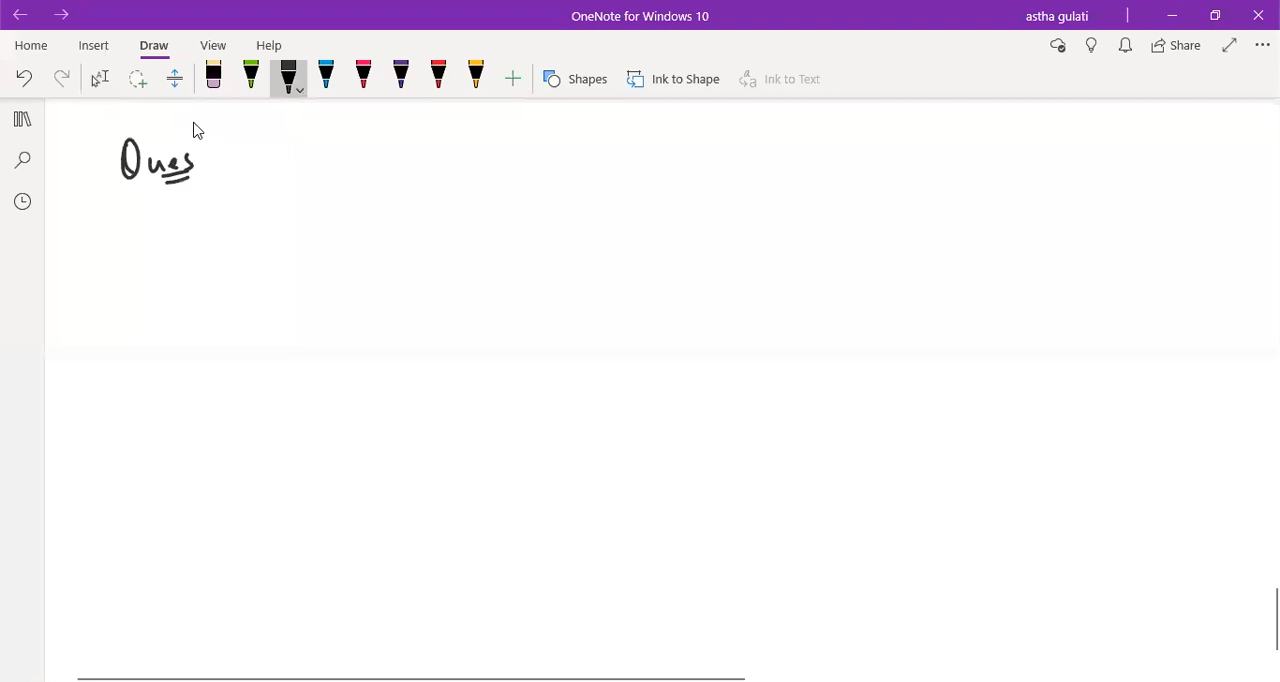 OneNote for Windows 10
astha gulati
Home Insert Draw View Help
Share
Shapes Ink to Shape Ink to Text
Ques